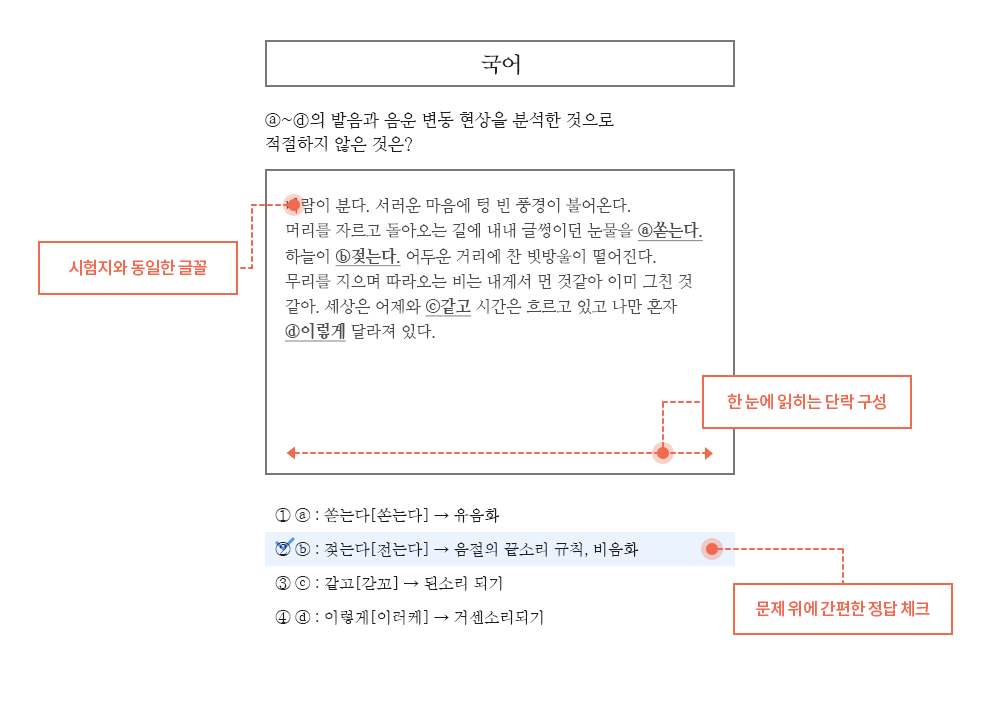 국어
ⓐ~ⓓ의 발음과 음운 변동 현상을 분석한 것으로
적절하지 않은 것은?
람이 분다. 서러운 마음에 텅 빈 풍경이 불어온다.
머리를 자르고 돌아오는 길에 내내 글썽이던 눈물을 ⓐ쏟는다.
하늘이 ⓑ젖는다. 어두운 거리에 찬 빗방울이 떨어진다.
무리를 지으며 따라오는 비는 내게서 먼 것같아 이미 그친 것
같아. 세상은 어제와 ⓒ같고 시간은 흐르고 있고 나만 혼자
ⓓ이렇게 달라져 있다.
시험지와 동일한 글꼴
한 눈에 읽히는 단락 구성
① ⓐ : 쏟는다[쏜는다] → 유음화
② ⓑ : 젖는다[전는다] → 음절의 끝소리 규칙, 비음화
③ ⓒ : 같고[갇꼬] → 된소리 되기
④ ⓓ : 이렇게[이러케] → 거센소리되기
문제 위에 간편한 정답 체크